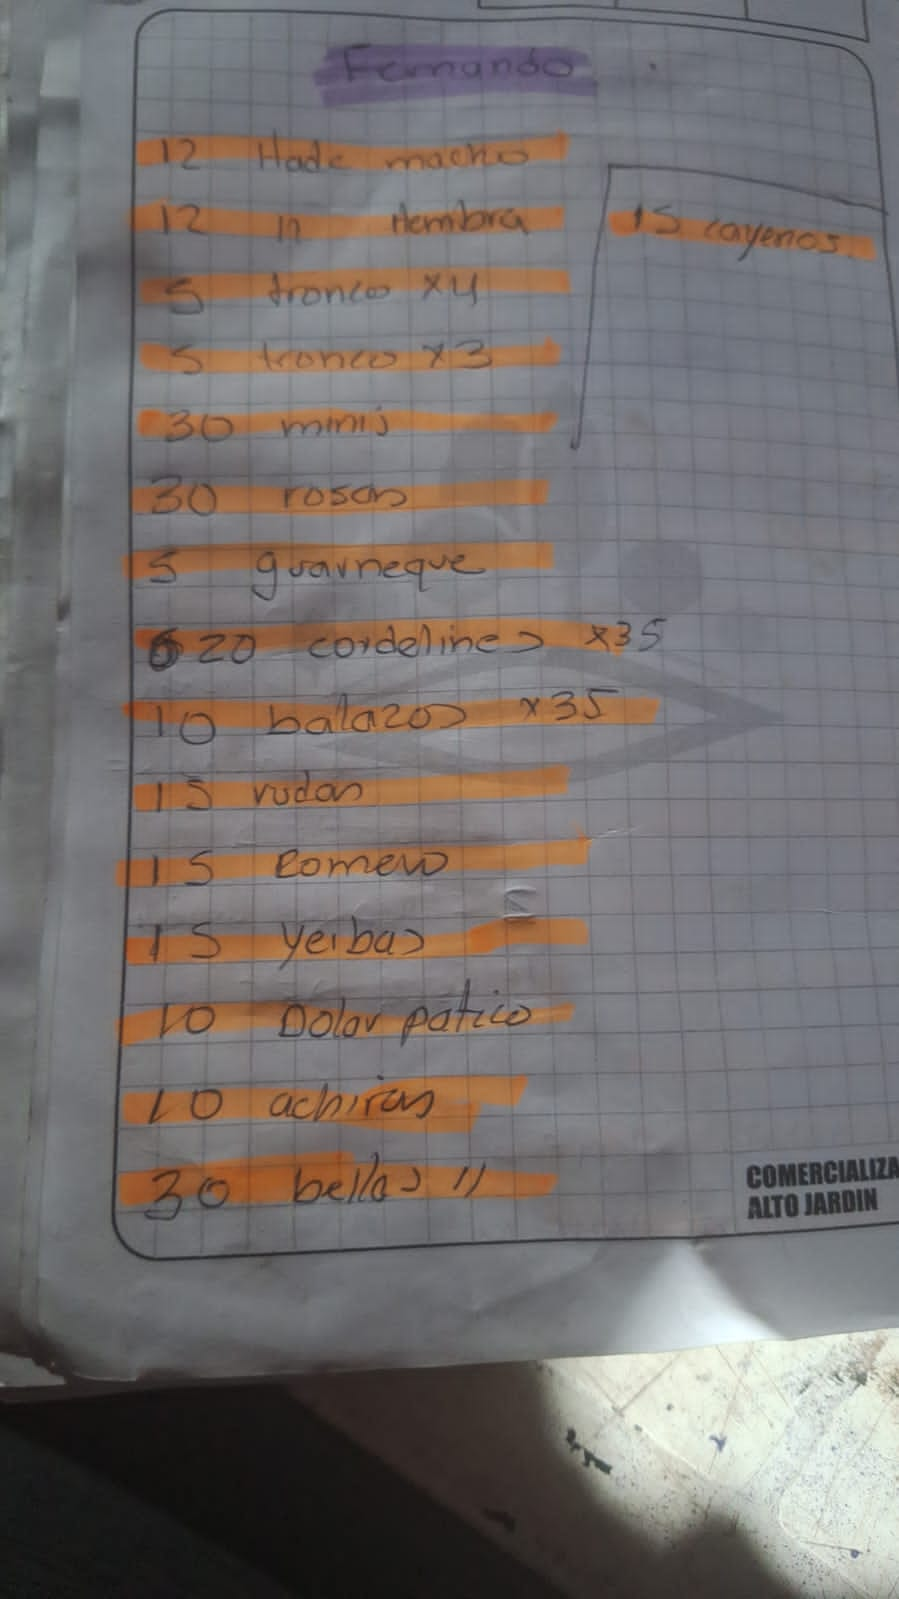 Fernando
12 Hade macho
12 " Hembra
5 tronco x4
5 tronco x3
30 minis
30 rosas
5 guarneque
20 cordelines x35
10 balazos x35
15 rudas
15 Romero
15 yerbas
10 Dolar patico
10 achiras
30 bellas 11
15 cayenos.
COMERCIALIZA
ALTO JARDIN